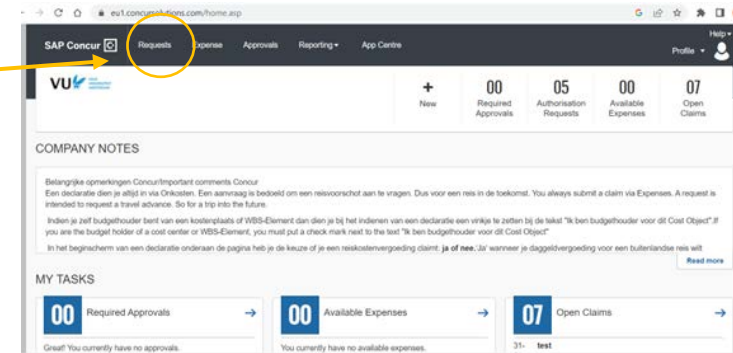 eu1.concursolutions.com/home.asp
Help
SAP Concur C Requests Expense Approvals Reporting App Centre
Profile
VU
+ 00 05 00 07
New Required Authorisation Available Open
Approvals Requests Expenses Claims
COMPANY NOTES
Belangrijke opmerkingen Concur/Important comments Concur
Een declaratie dien je altijd in via Onkosten. Een aanvraag is bedoeld om een reisvoorschot aan te vragen. Dus voor een reis in de toekomst. You always submit a claim via Expenses. A request is
intended to request a travel advance. So for a trip into the future.
Indien je zelf budgethouder bent van een kostenplaats of WBS-Element dan dien je bij het indienen van een declaratie een vinkje te zetten bij de tekst "Ik ben budgethouder voor dit Cost Object".If
you are the budget holder of a cost center or WBS-Element, you must put a check mark next to the text "Ik ben budgethouder voor dit Cost Object"
In het beginscherm van een declaratie onderaan de pagina heb je de keuze of je een reiskostenvergoeding claimt: ja of nee. 'Ja' wanneer je daggeldvergoeding voor een buitenlandse reis wilt
Read more
MY TASKS
00 Required Approvals → 00 Available Expenses → 07 Open Claims →
Great! You currently have no approvals. You currently have no available expenses. 31- test